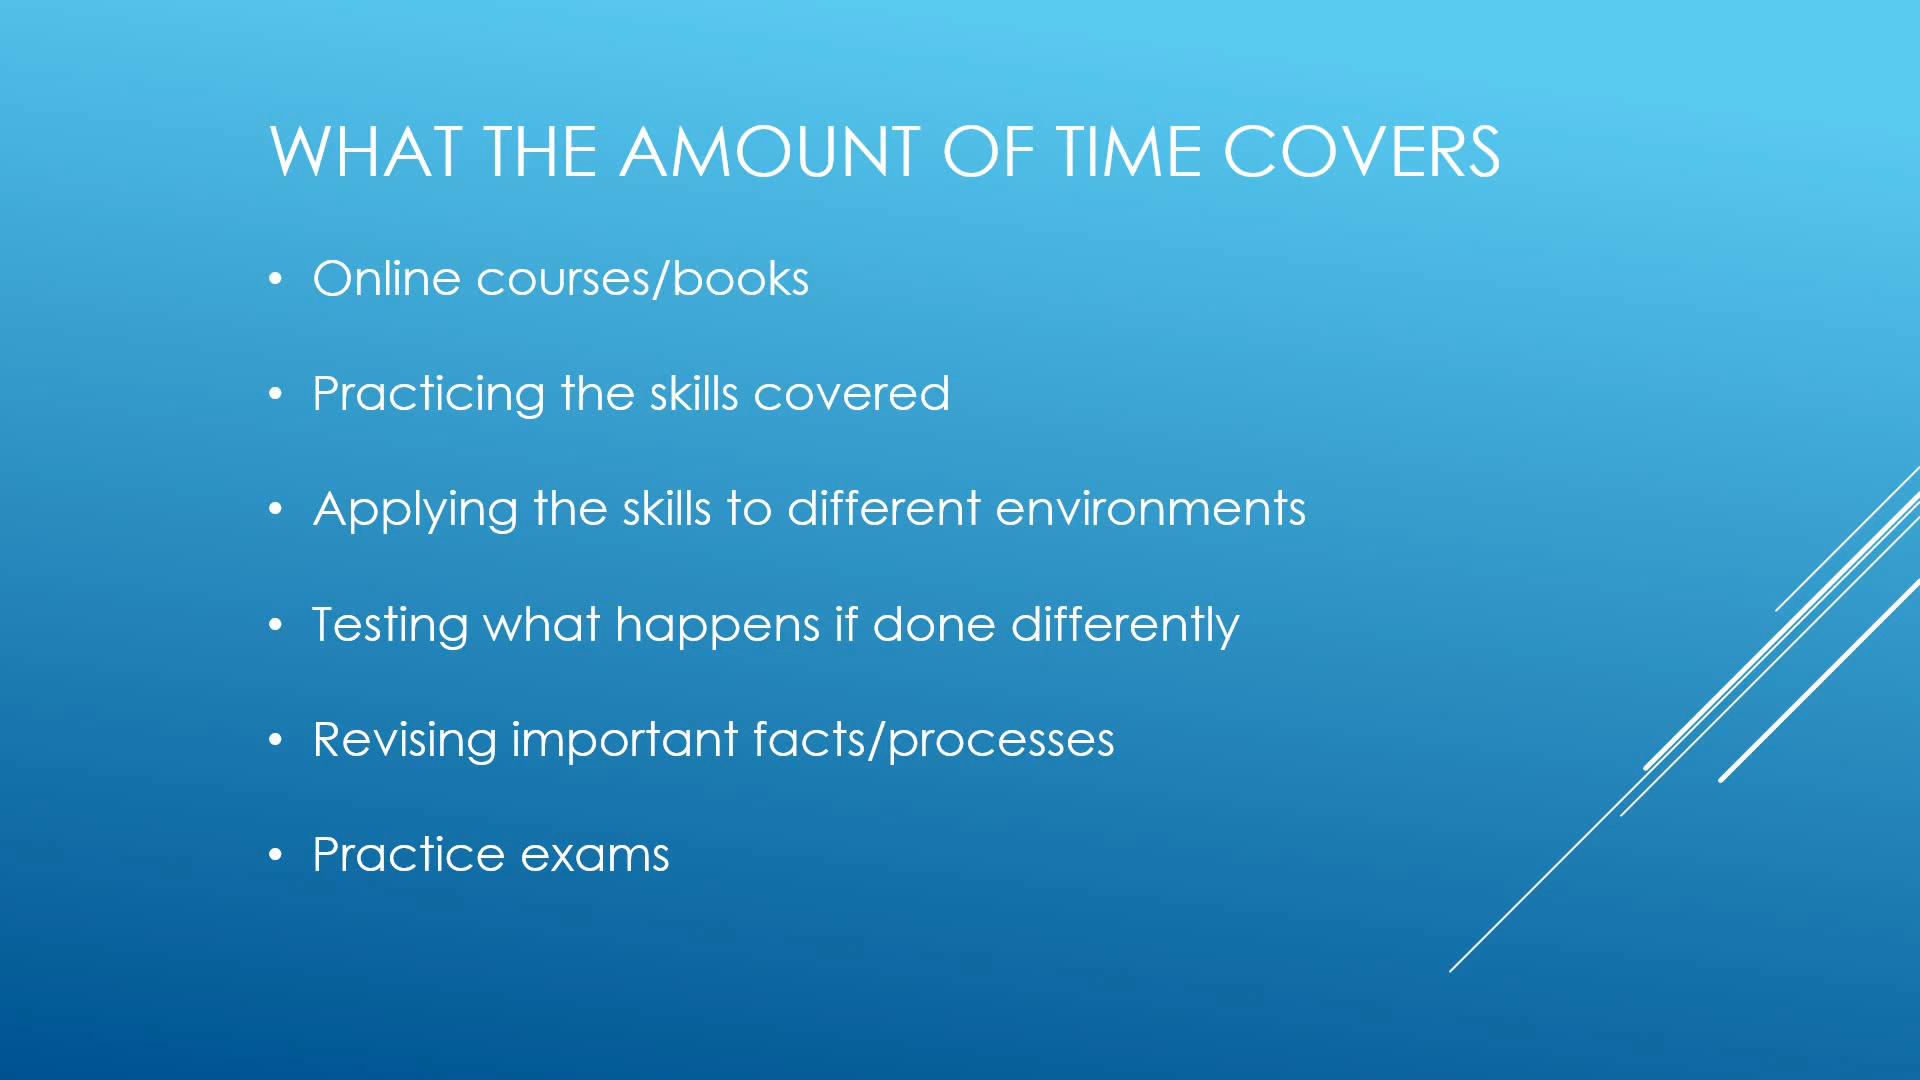 WHAT THE AMOUNT OF TIME COVERS
• Online courses/books
• Practicing the skills covered
• Applying the skills to different environments
• Testing what happens if done differently
• Revising important facts/processes
• Practice exams